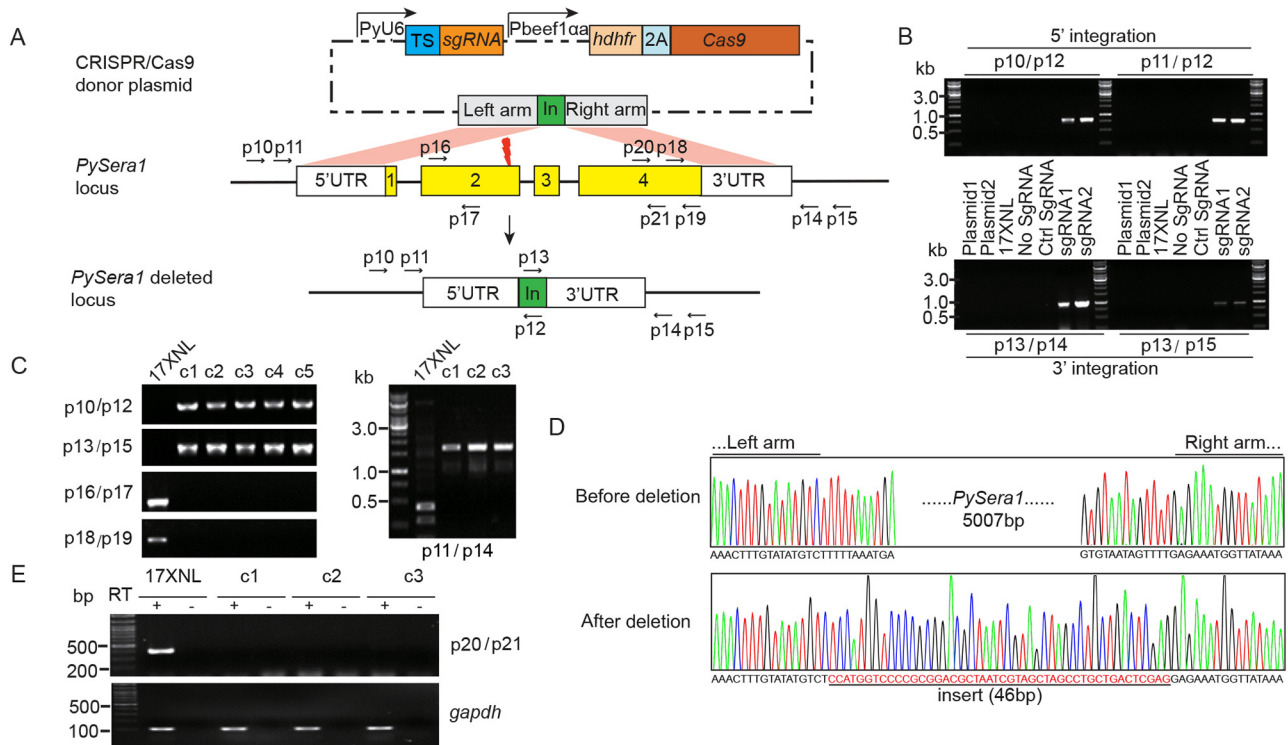 A
PyU6
Pbeef1αa
TS
sgRNA
hdhfr
2A
Cas9
CRISPR/Cas9
donor plasmid
Left arm
In
Right arm
p10
p11
p16
p20
p18
PySera1
locus
5'UTR
1
2
3
4
3'UTR
p17
p21
p19
p14
p15
p10
p11
p13
PySera1 deleted
locus
5'UTR
In
3'UTR
p12
p14
p15
B
5' integration
kb
p10/p12
p11/p12
3.0
1.0
0.5
Plasmid1
Plasmid2
17XNL
No SgRNA
Ctrl SgRNA
sgRNA1
sgRNA2
Plasmid1
Plasmid2
17XNL
No SgRNA
Ctrl SgRNA
sgRNA1
sgRNA2
kb
3.0
1.0
0.5
p13/p14
p13/p15
3' integration
C
17XNL
c1
c2
c3
c4
c5
p10/p12
p13/p15
p16/p17
p18/p19
kb
17XNL
c1
c2
c3
3.0
1.0
0.5
p11/p14
D
...Left arm
Right arm...
Before deletion
......PySera1......
5007bp
AAACTTTGTATATGTCTTTTTAAATGA
GTGTAATAGTTTTGAGAAATGGTTATAAA
After deletion
AAACTTTGTATATGTCTCCATGGTCCCCGCGGACGCTAATCGTAGCTAGCCTGCTGACTCGAGGAGAAATGGTTATAAA
insert (46bp)
E
17XNL
c1
c2
c3
bp
RT
+
-
+
-
+
-
+
-
500
200
p20/p21
500
100
gapdh